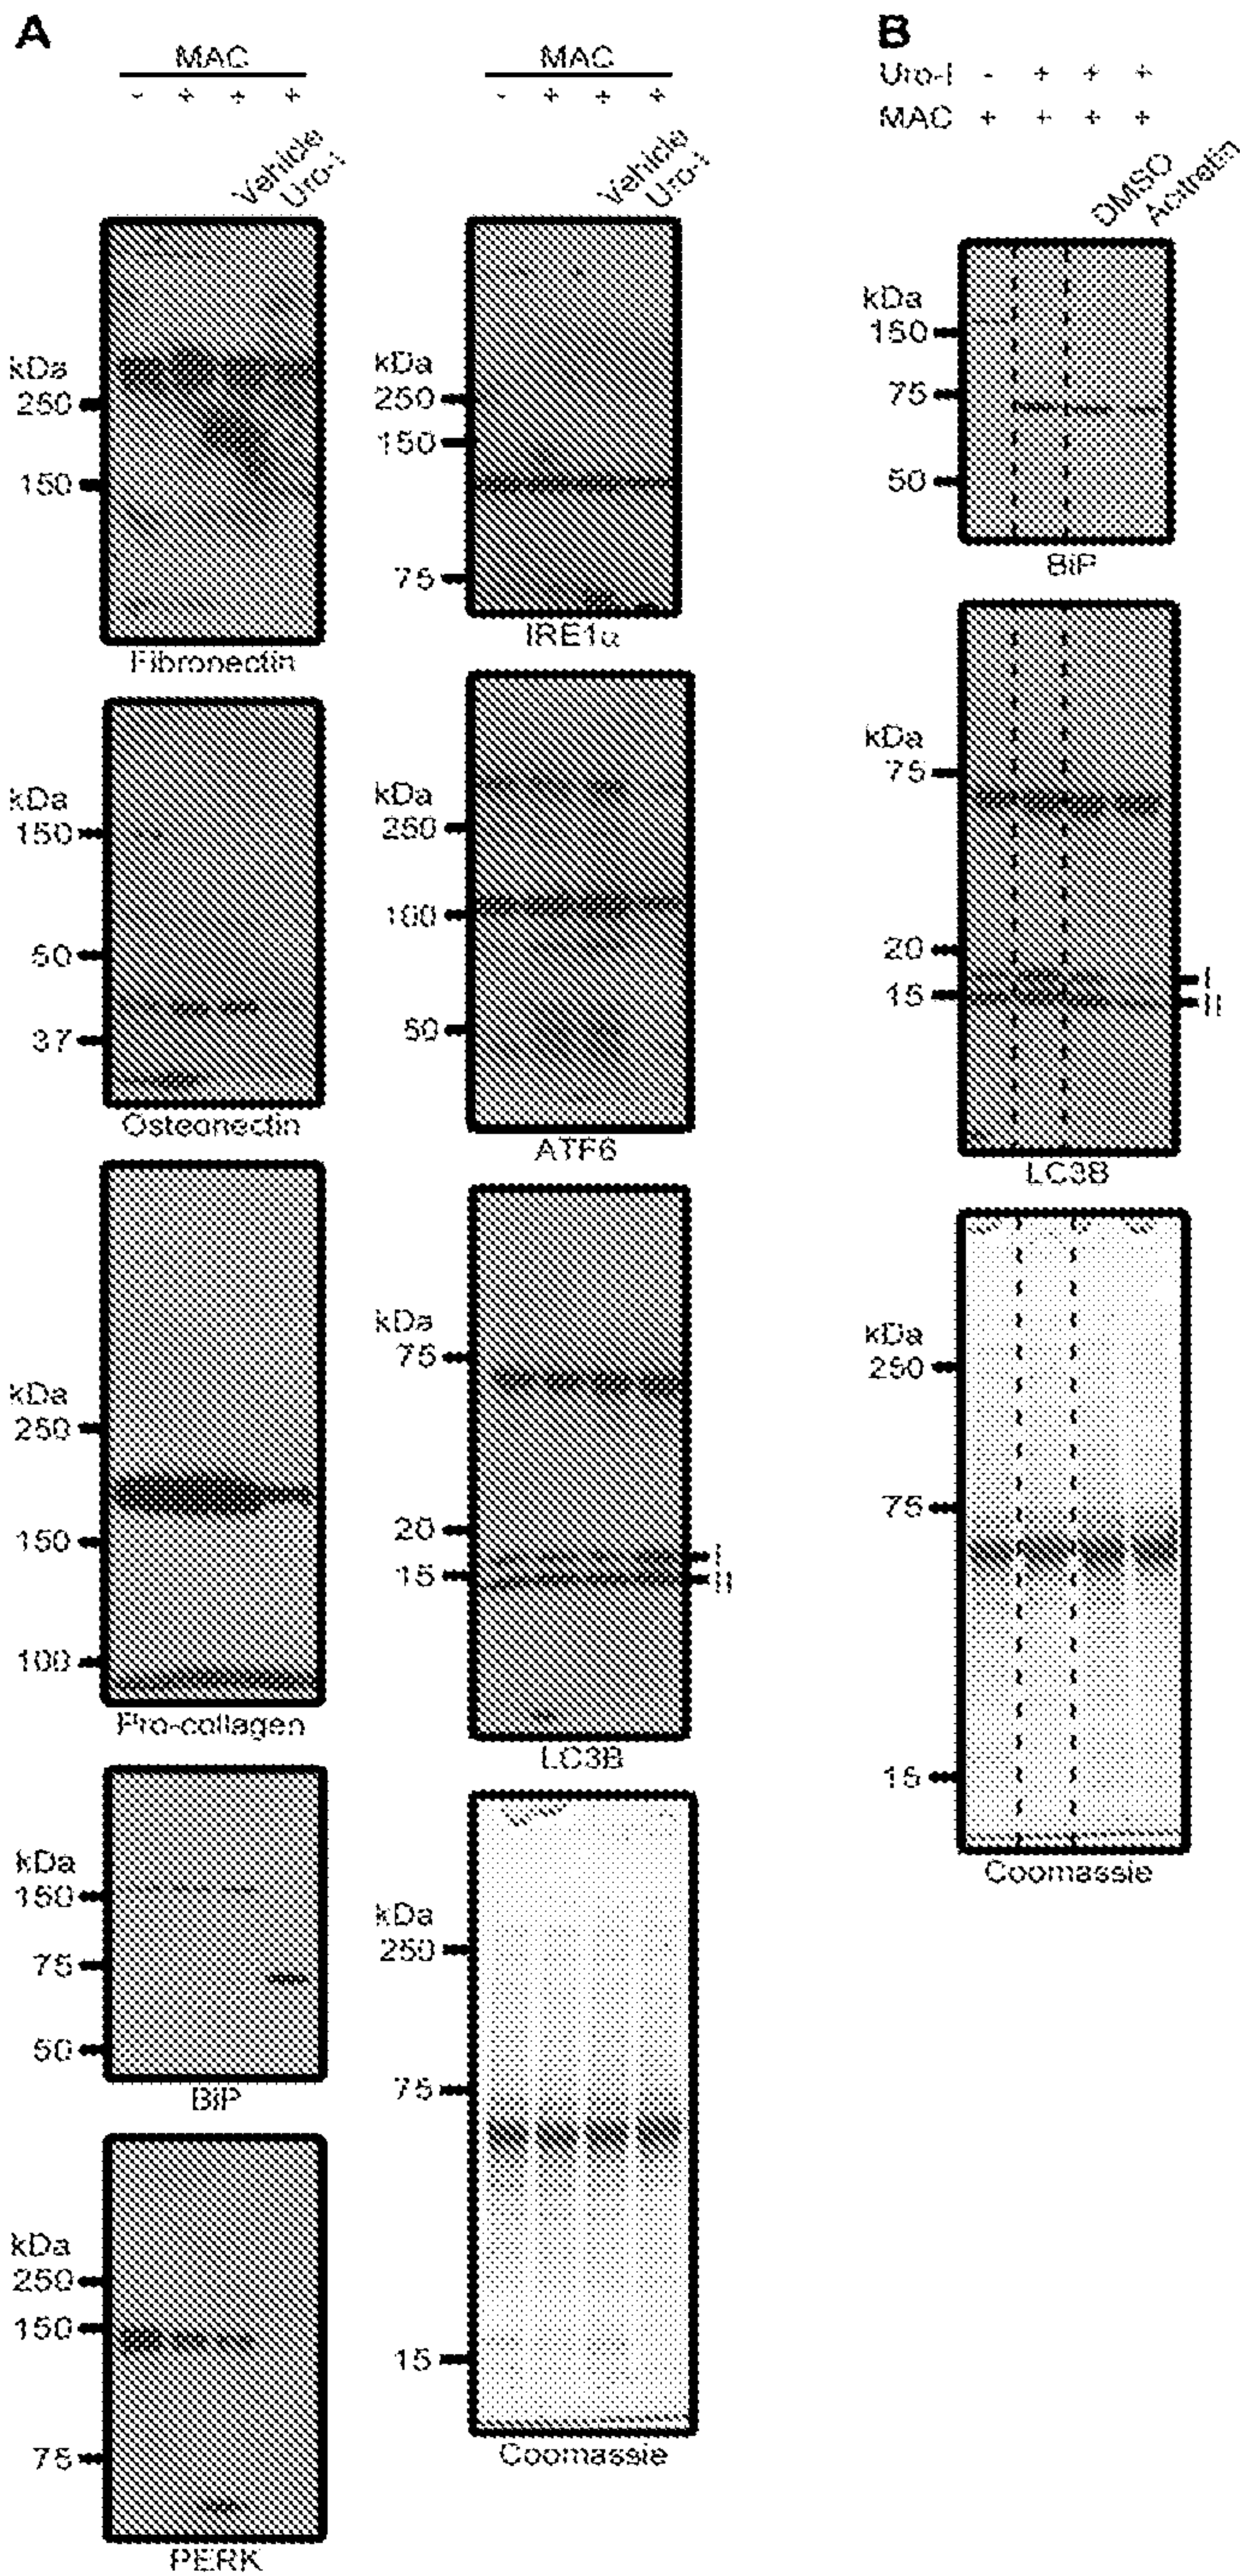 A
MAC
- + + +
Vehicle
Uro-I
kDa
250
150
Fibronectin
kDa
150
50
37
Osteonectin
kDa
250
150
100
Pro-collagen
kDa
150
75
50
BiP
kDa
250
150
75
PERK
MAC
- + + +
Vehicle
Uro-I
kDa
250
150
75
IRE1α
kDa
250
100
50
ATF6
kDa
75
20
15
I
II
LC3B
kDa
250
75
15
Coomassie
B
Uro-I - + + +
MAC + + + +
DMSO
Acitretin
kDa
150
75
50
BiP
kDa
75
20
15
I
II
LC3B
kDa
250
75
15
Coomassie